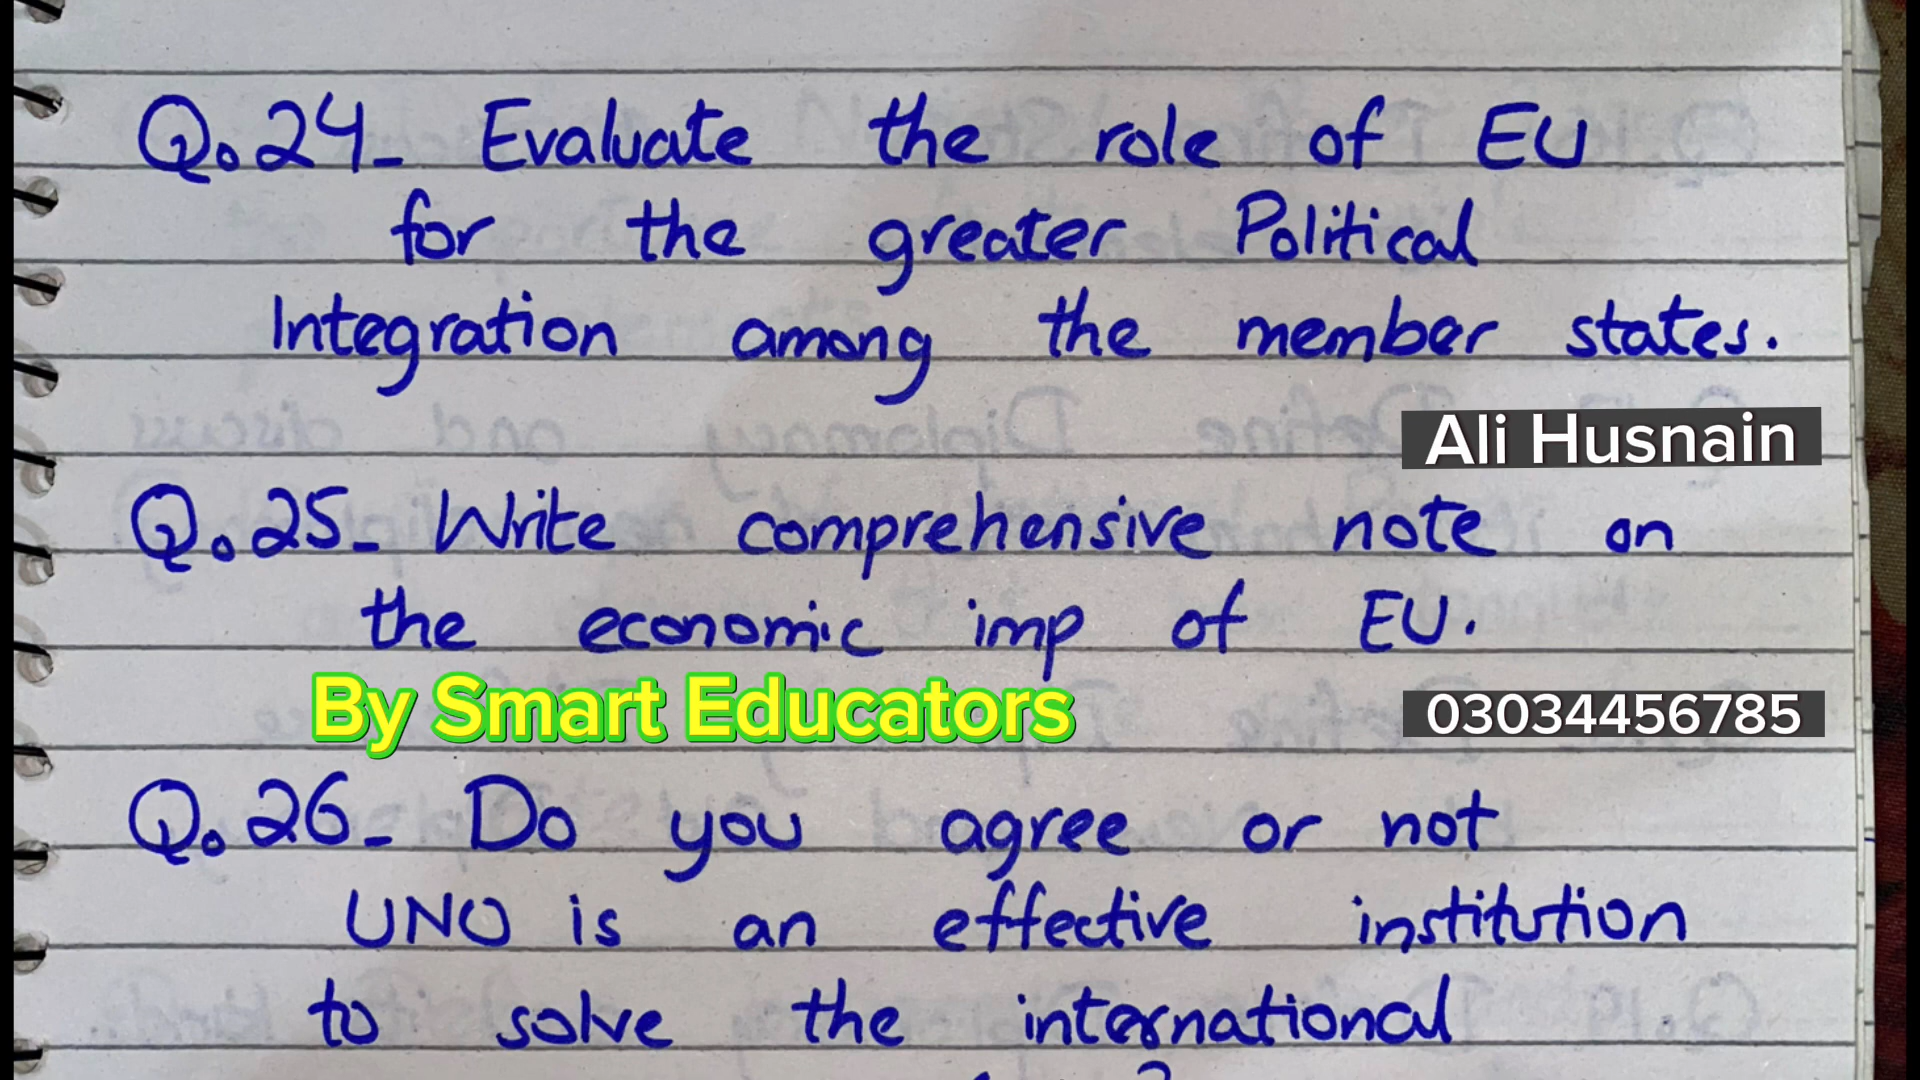 Q.24- Evaluate the role of EU
for the greater Political
Integration among the member states.
Ali Husnain
Q.25- Write comprehensive note on
the economic imp of EU.
By Smart Educators
03034456785
Q.26- Do you agree or not
UNO is an effective institution
to solve the international